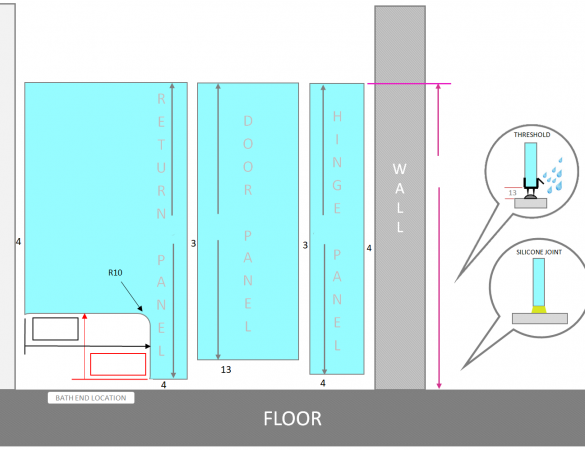 RETURN PANEL
DOOR PANEL
HINGE PANEL
WALL
THRESHOLD
13
SILICONE JOINT
4
3
3
4
R10
13
4
4
BATH END LOCATION
FLOOR